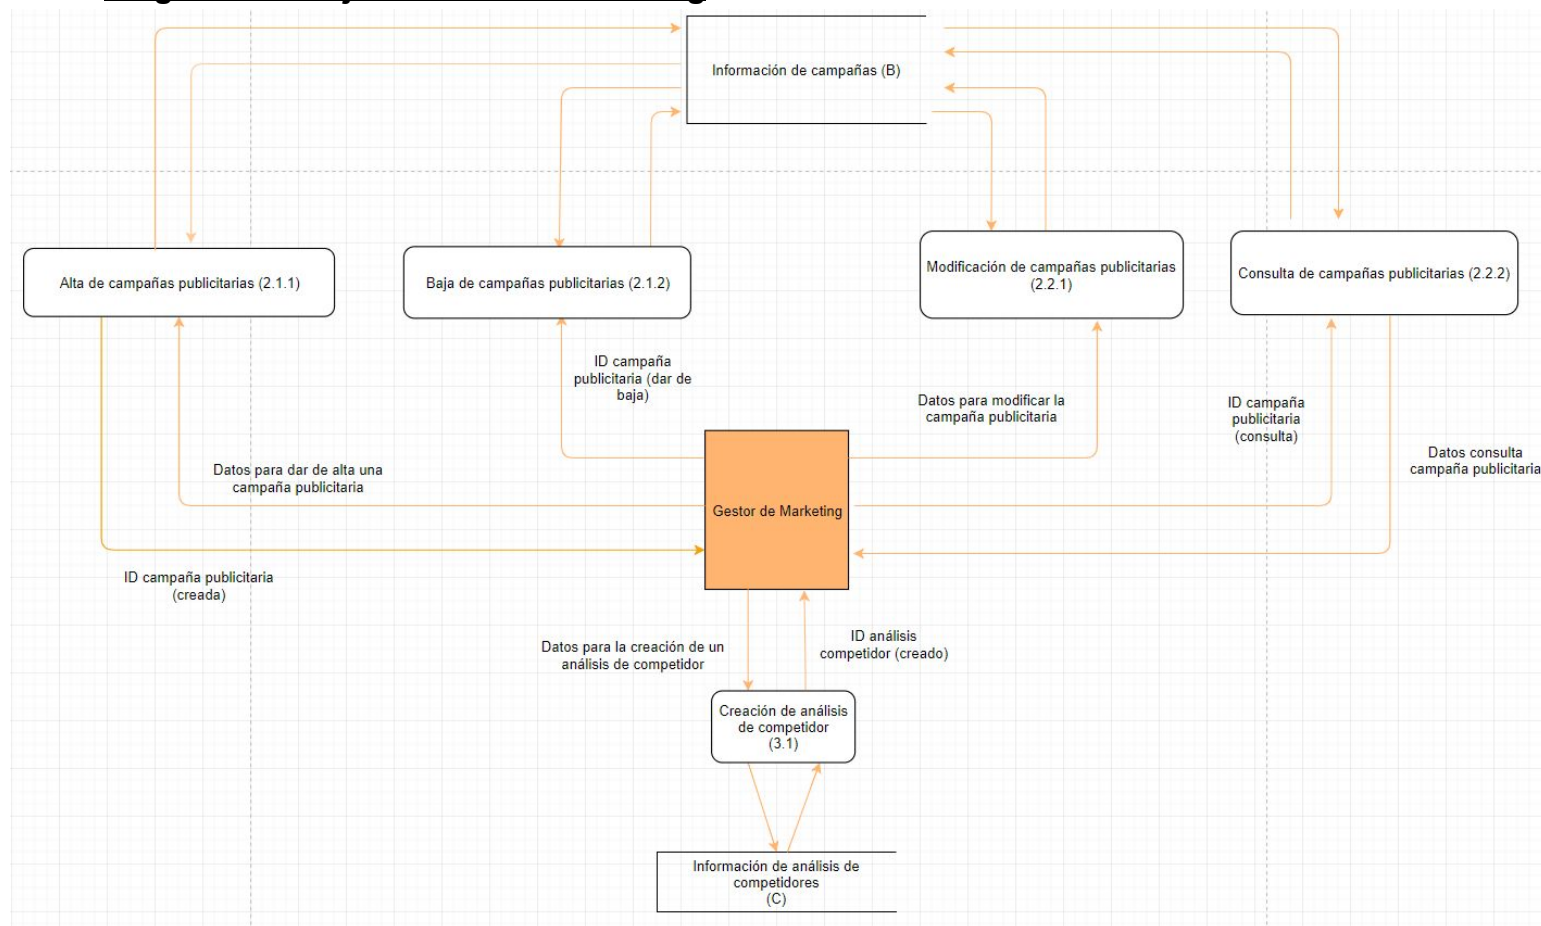 Información de campañas (B)
Alta de campañas publicitarias (2.1.1)
Baja de campañas publicitarias (2.1.2)
Modificación de campañas publicitarias
(2.2.1)
Consulta de campañas publicitarias (2.2.2)
ID campaña
publicitaria (dar de
baja)
Datos para modificar la
campaña publicitaria
ID campaña
publicitaria
(consulta)
Datos consulta
campaña publicitaria
Datos para dar de alta una
campaña publicitaria
Gestor de Marketing
ID campaña publicitaria
(creada)
Datos para la creación de un
análisis de competidor
ID análisis
competidor (creado)
Creación de análisis
de competidor
(3.1)
Información de análisis de
competidores
(C)